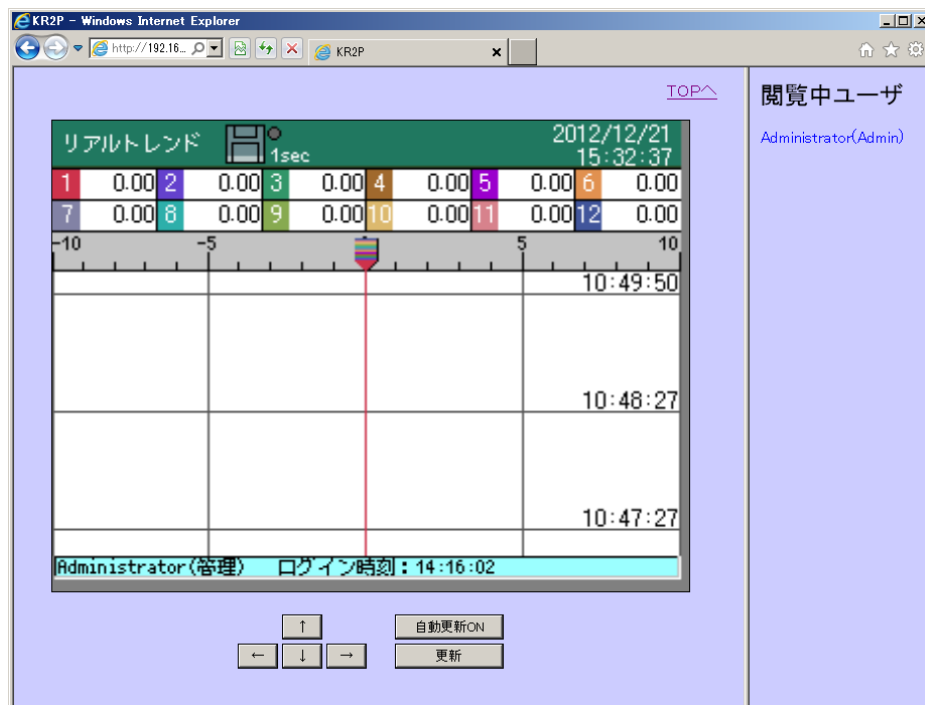 KR2P - Windows Internet Explorer
http://192.16... KR2P
TOPへ
閲覧中ユーザ
Administrator(Admin)
リアルトレンド 1sec 2012/12/21
15:32:37
1 0.00 2 0.00 3 0.00 4 0.00 5 0.00 6 0.00
7 0.00 8 0.00 9 0.00 10 0.00 11 0.00 12 0.00
-10 -5 5 10
10:49:50
10:48:27
10:47:27
Administrator(管理) ログイン時刻:14:16:02
↑ 自動更新ON
← ↓ → 更新